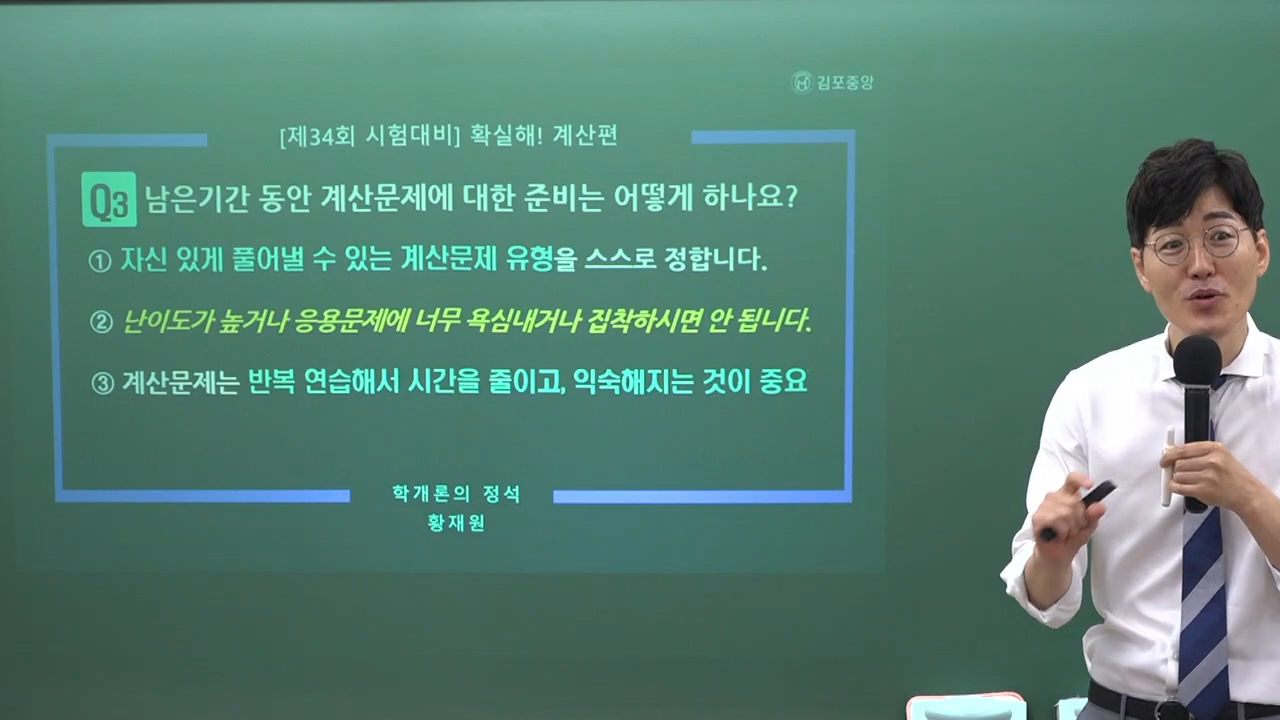 김포중앙
[제34회 시험대비] 확실해! 계산편
Q3 남은기간 동안 계산문제에 대한 준비는 어떻게 하나요?
① 자신 있게 풀어낼 수 있는 계산문제 유형을 스스로 정합니다.
② 난이도가 높거나 응용문제에 너무 욕심내거나 집착하시면 안 됩니다.
③ 계산문제는 반복 연습해서 시간을 줄이고, 익숙해지는 것이 중요
학개론의 정석
황재원